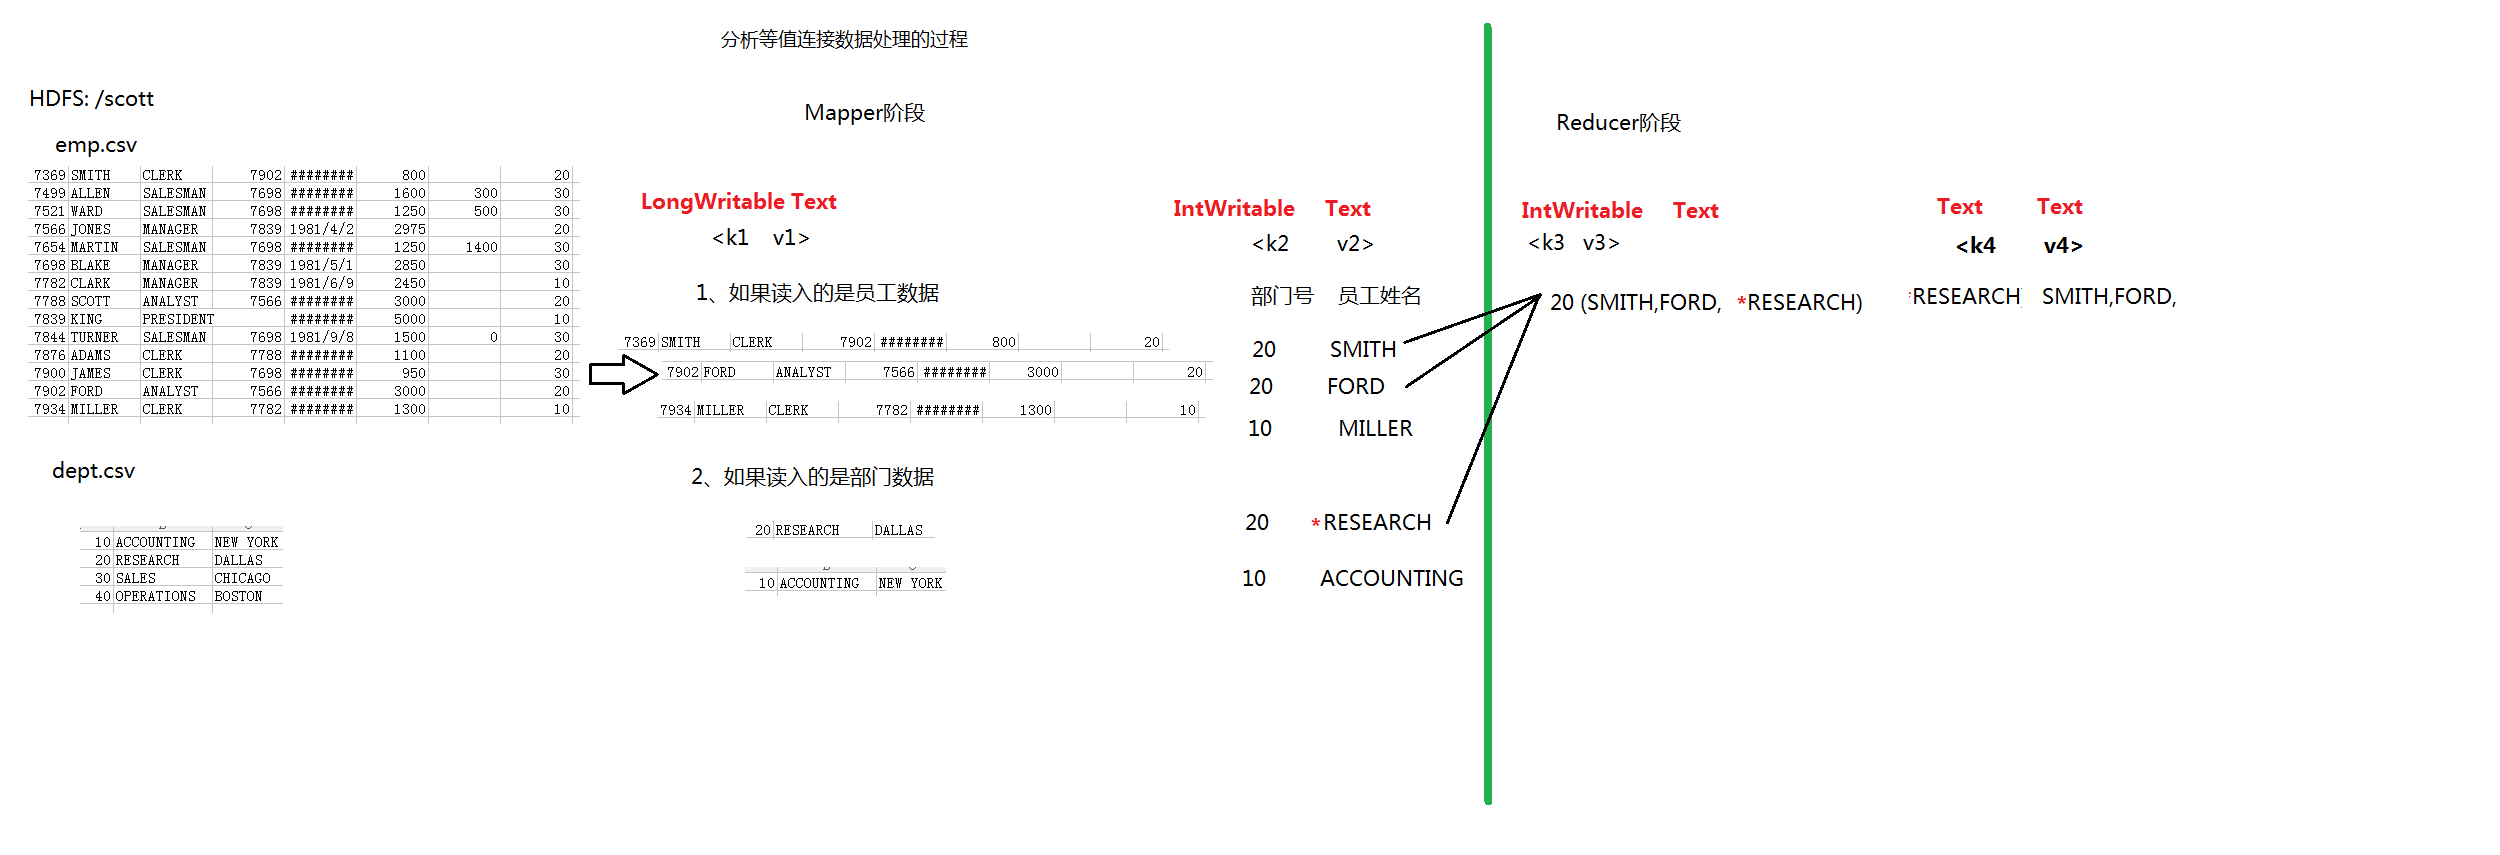 分析等值连接数据处理的过程
HDFS: /scott
Mapper阶段
Reducer阶段
emp.csv
7369 SMITH CLERK 7902 ######## 800 20
7499 ALLEN SALESMAN 7698 ######## 1600 300 30
7521 WARD SALESMAN 7698 ######## 1250 500 30
7566 JONES MANAGER 7839 1981/4/2 2975 20
7654 MARTIN SALESMAN 7698 ######## 1250 1400 30
7698 BLAKE MANAGER 7839 1981/5/1 2850 30
7782 CLARK MANAGER 7839 1981/6/9 2450 10
7788 SCOTT ANALYST 7566 ######## 3000 20
7839 KING PRESIDENT ######## 5000 10
7844 TURNER SALESMAN 7698 1981/9/8 1500 0 30
7876 ADAMS CLERK 7788 ######## 1100 20
7900 JAMES CLERK 7698 ######## 950 30
7902 FORD ANALYST 7566 ######## 3000 20
7934 MILLER CLERK 7782 ######## 1300 10
dept.csv
10 ACCOUNTING NEW YORK
20 RESEARCH DALLAS
30 SALES CHICAGO
40 OPERATIONS BOSTON
LongWritable Text
<k1 v1>
1、如果读入的是员工数据
7369 SMITH CLERK 7902 ######## 800 20
7902 FORD ANALYST 7566 ######## 3000 20
7934 MILLER CLERK 7782 ######## 1300 10
2、如果读入的是部门数据
20 RESEARCH DALLAS
10 ACCOUNTING NEW YORK
IntWritable Text
<k2 v2>
部门号 员工姓名
20 SMITH
20 FORD
10 MILLER
20 *RESEARCH
10 ACCOUNTING
IntWritable Text
<k3 v3>
20 (SMITH,FORD, *RESEARCH)
Text Text
<k4 v4>
RESEARCH SMITH,FORD,